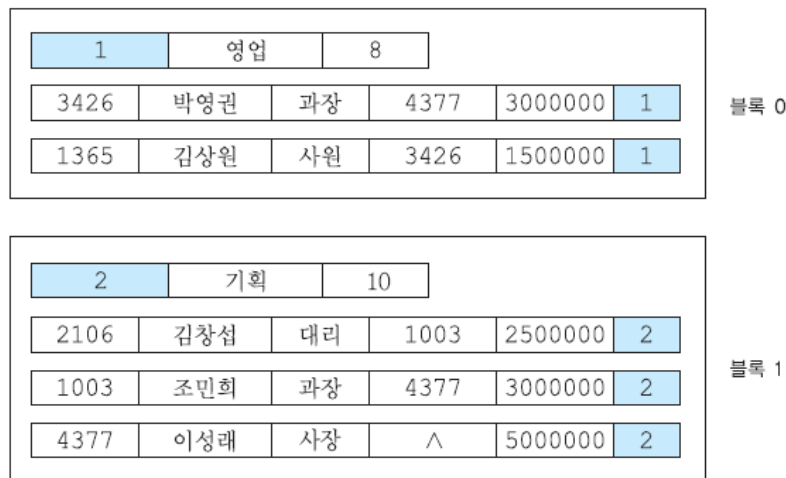 1 영업 8
3426 박영권 과장 4377 3000000 1
1365 김상원 사원 3426 1500000 1
블록 0
2 기획 10
2106 김창섭 대리 1003 2500000 2
1003 조민희 과장 4377 3000000 2
4377 이성래 사장 ∧ 5000000 2
블록 1